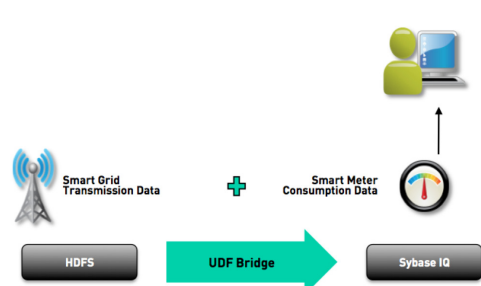 Smart Grid
Transmission Data
Smart Meter
Consumption Data
HDFS
UDF Bridge
Sybase IQ